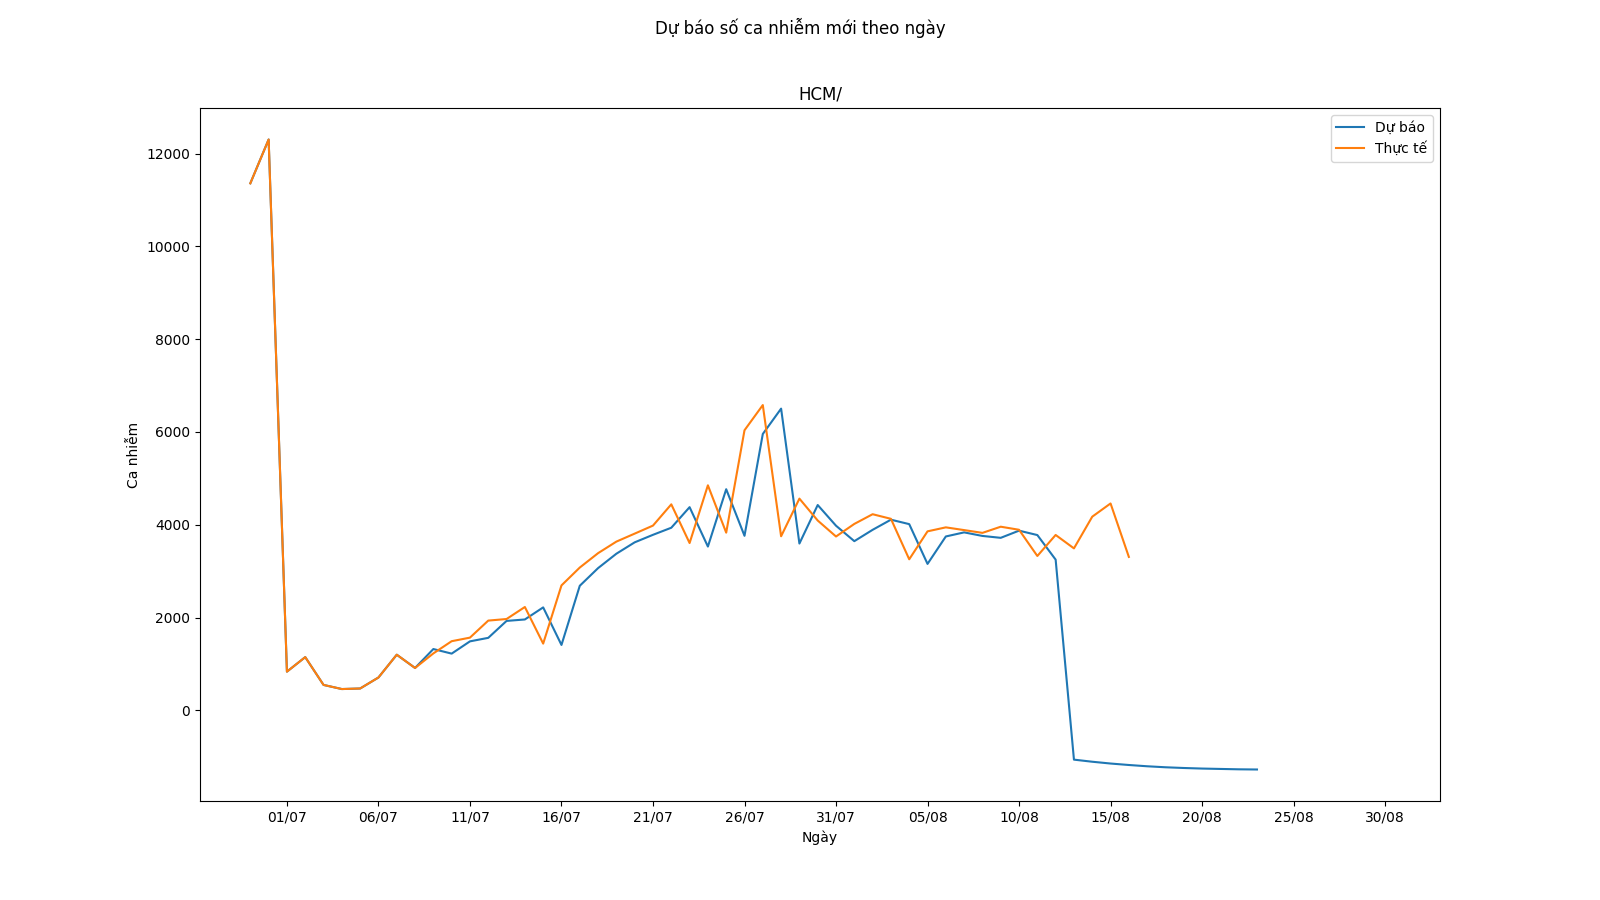 Dự báo số ca nhiễm mới theo ngày
HCM/
Dự báo
Thực tế
12000
10000
8000
6000
4000
2000
0
Ca nhiễm
01/07 06/07 11/07 16/07 21/07 26/07 31/07 05/08 10/08 15/08 20/08 25/08 30/08
Ngày